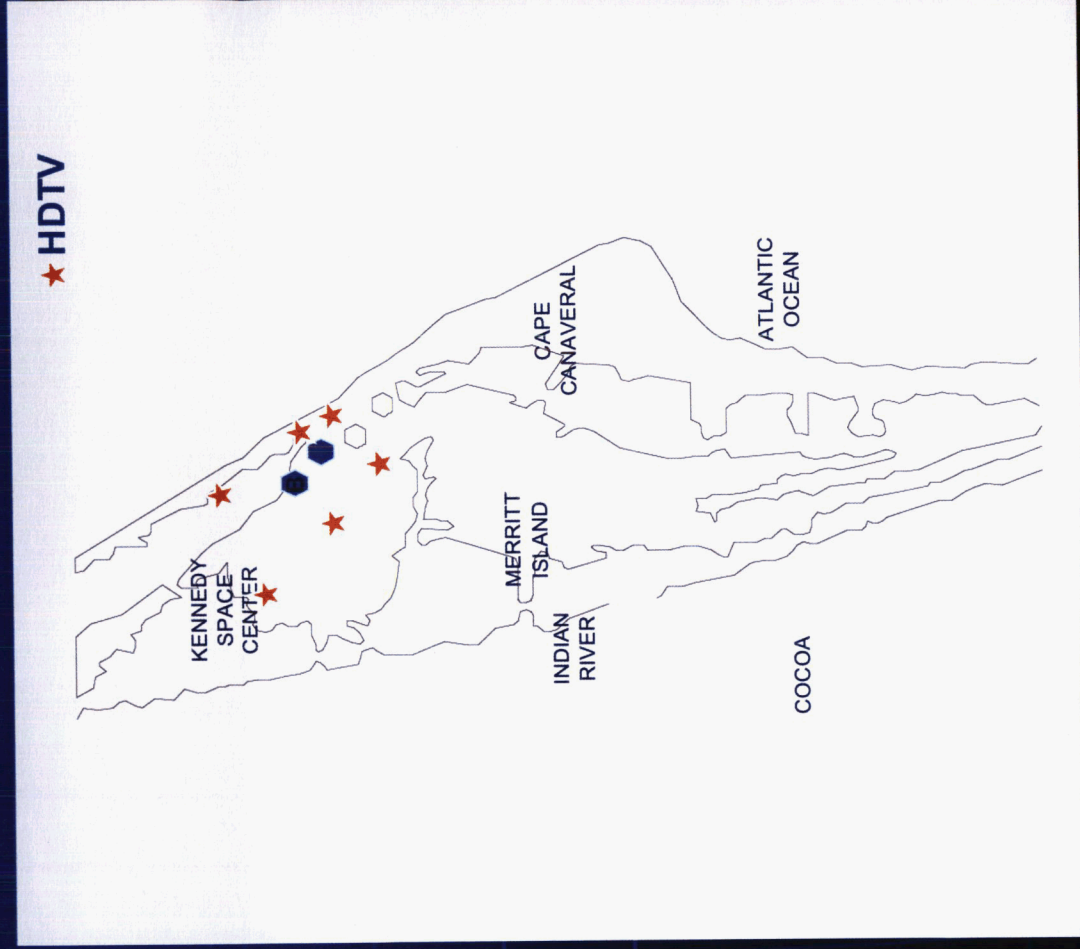 HDTV
KENNEDY
SPACE
CENTER
CAPE
CANAVERAL
ATLANTIC
OCEAN
MERRITT
ISLAND
INDIAN
RIVER
COCOA